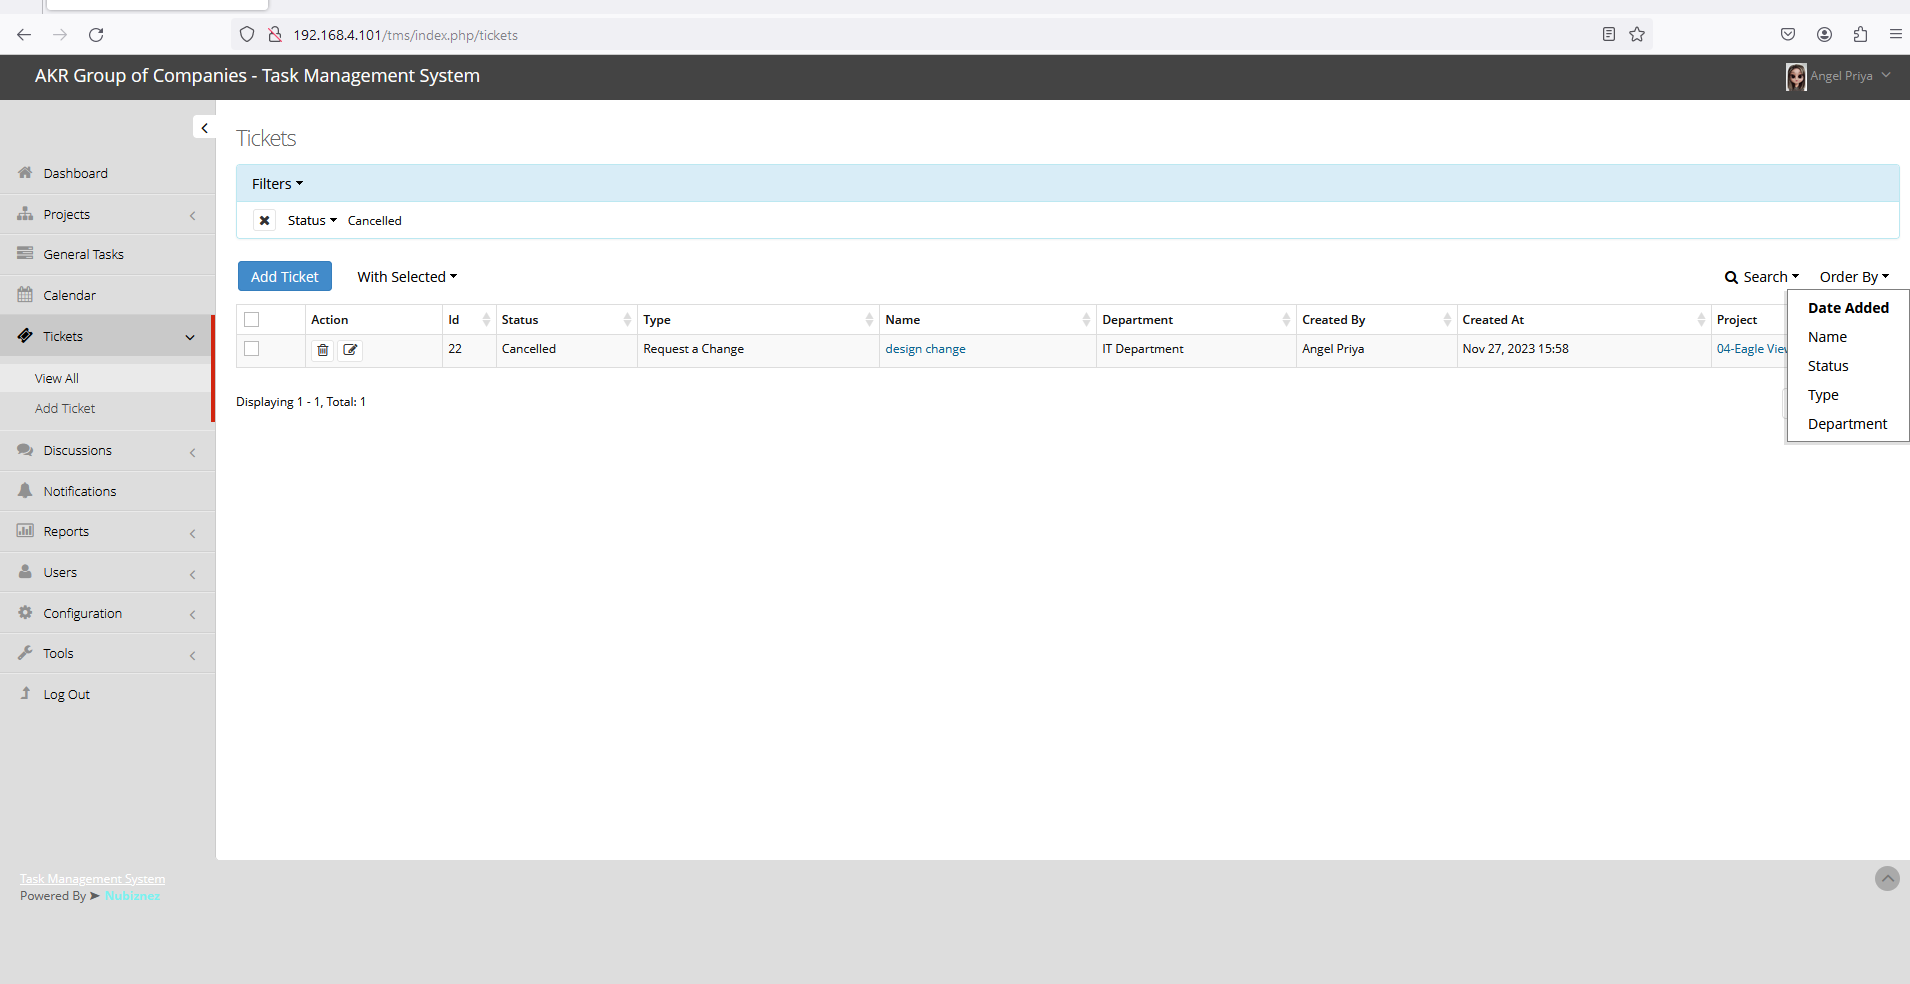 192.168.4.101/tms/index.php/tickets
AKR Group of Companies - Task Management System
Angel Priya
Tickets
Filters
Status Cancelled
Add Ticket With Selected Search Order By
Date Added
Name
Status
Type
Department
Action Id Status Type Name Department Created By Created At Project
22 Cancelled Request a Change design change IT Department Angel Priya Nov 27, 2023 15:58 04-Eagle
Displaying 1 - 1, Total: 1
Dashboard
Projects
General Tasks
Calendar
Tickets
View All
Add Ticket
Discussions
Notifications
Reports
Users
Configuration
Tools
Log Out
Task Management System
Powered By ➤ Nubiznez